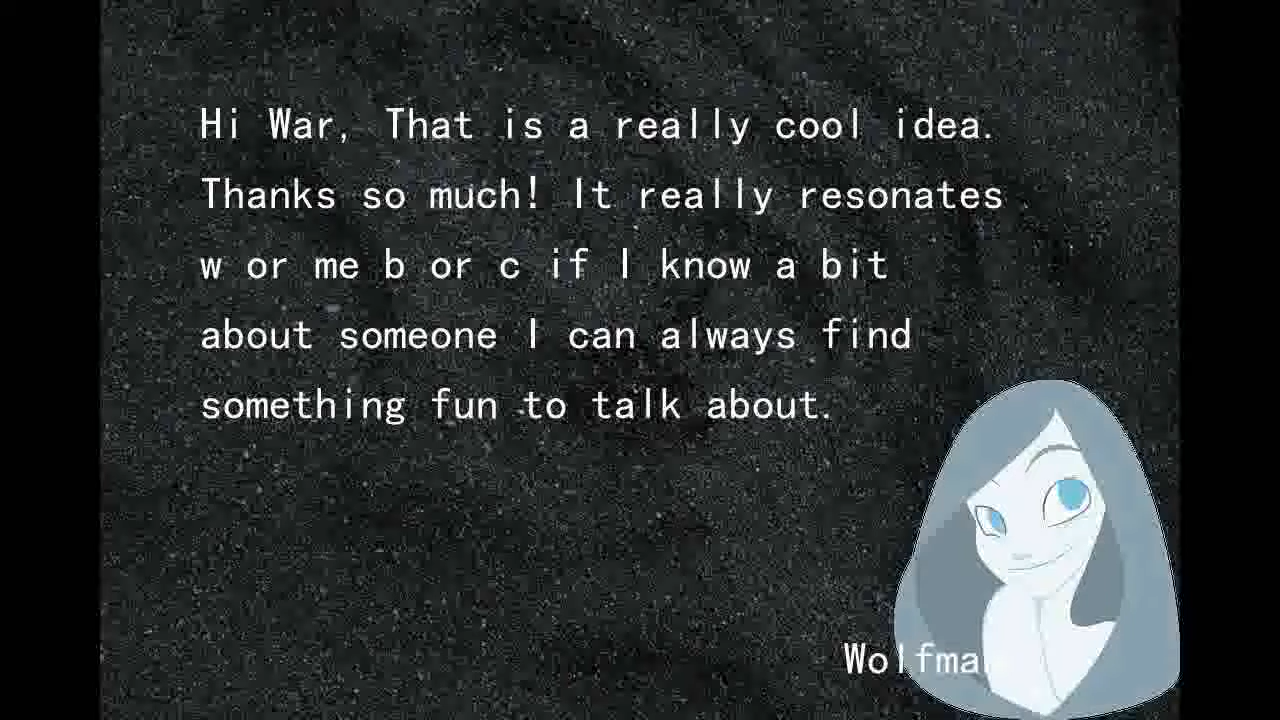 Hi War, That is a really cool idea.
Thanks so much! It really resonates
w or me b or c if I know a bit
about someone I can always find
something fun to talk about.
Wolfma